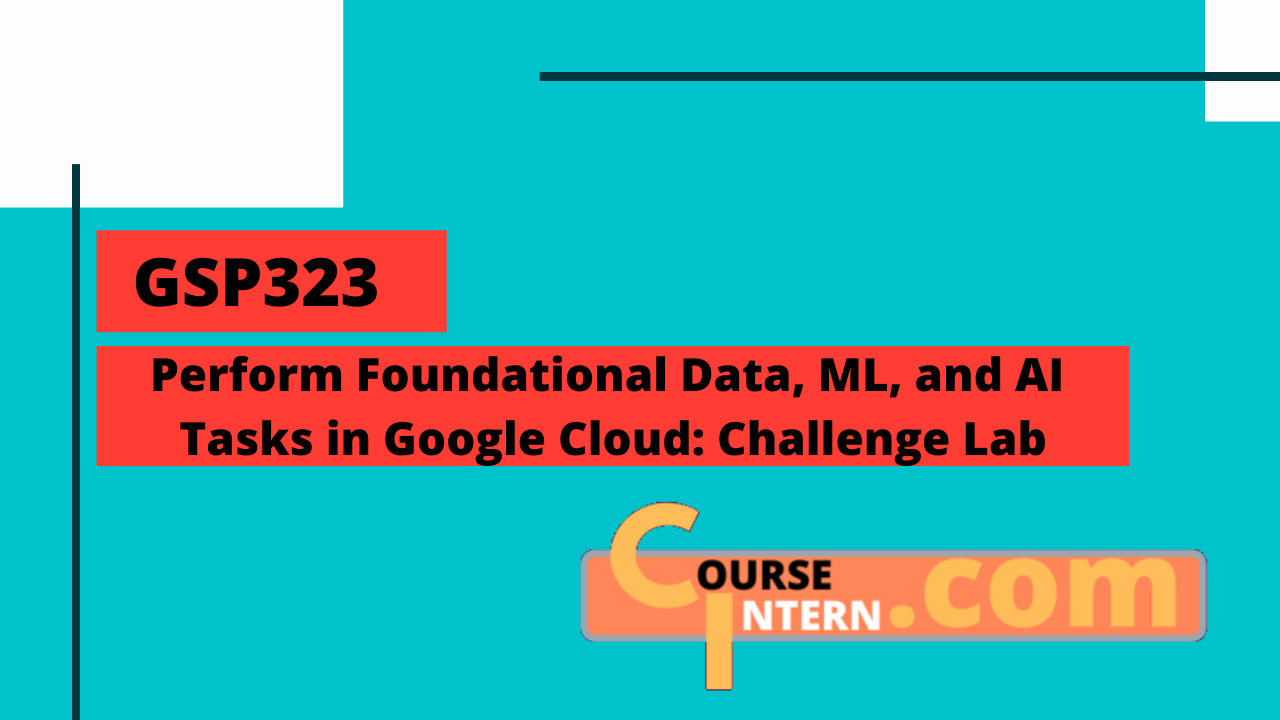 GSP323
Perform Foundational Data, ML, and AI
Tasks in Google Cloud: Challenge Lab
COURSE
INTERN.com